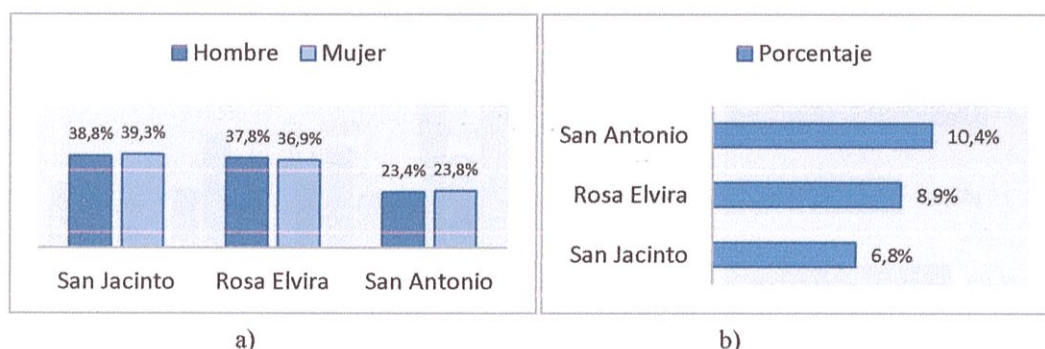 Hombre Mujer
38,8% 39,3% 37,8% 36,9% 23,4% 23,8%
San Jacinto Rosa Elvira San Antonio
a)
Porcentaje
San Antonio 10,4%
Rosa Elvira 8,9%
San Jacinto 6,8%
b)